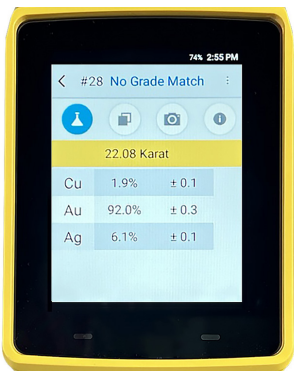 74% 2:55 PM
#28 No Grade Match
22.08 Karat
Cu 1.9% ± 0.1
Au 92.0% ± 0.3
Ag 6.1% ± 0.1